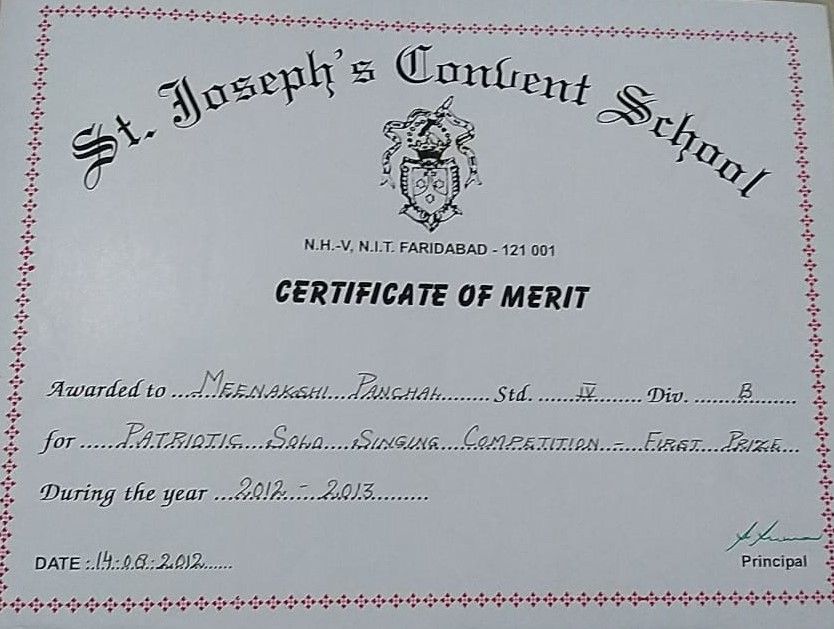 St. Joseph's Convent School
N.H.-V, N.I.T. FARIDABAD - 121 001
CERTIFICATE OF MERIT
Awarded to ...MEENAKSHI PANCHAL........ Std. .......IV......... Div. ........B........
for .....PATRIOTIC SOLO SINGING COMPETITION - FIRST PRIZE...
During the year ...2012 - 2013.........
DATE :.14.08.2012......
Principal